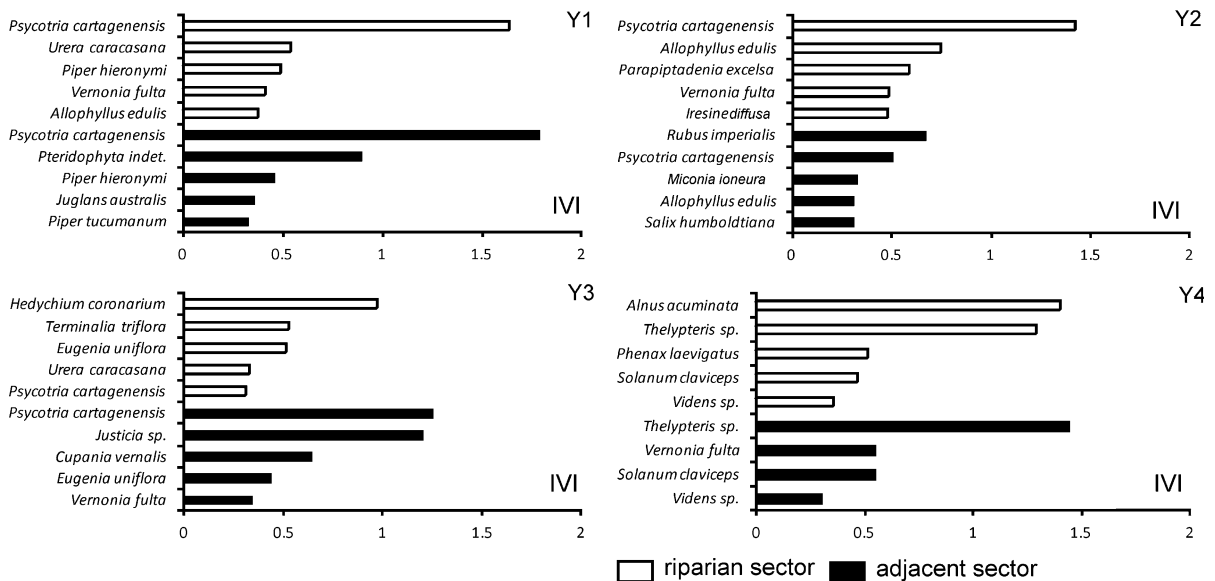 Y1
Psycotria cartagenensis
Urera caracasana
Piper hieronymi
Vernonia fulta
Allophyllus edulis
Psycotria cartagenensis
Pteridophyta indet.
Piper hieronymi
Juglans australis
Piper tucumanum
IVI
0 0.5 1 1.5 2
Y2
Psycotria cartagenensis
Allophyllus edulis
Parapiptadenia excelsa
Vernonia fulta
Iresinediffusa
Rubus imperialis
Psycotria cartagenensis
Miconia ioneura
Allophyllus edulis
Salix humboldtiana
IVI
0 0.5 1 1.5 2
Y3
Hedychium coronarium
Terminalia triflora
Eugenia uniflora
Urera caracasana
Psycotria cartagenensis
Psycotria cartagenensis
Justicia sp.
Cupania vernalis
Eugenia uniflora
Vernonia fulta
IVI
0 0.5 1 1.5 2
Y4
Alnus acuminata
Thelypteris sp.
Phenax laevigatus
Solanum claviceps
Videns sp.
Thelypteris sp.
Vernonia fulta
Solanum claviceps
Videns sp.
IVI
0 0.5 1 1.5 2
riparian sector adjacent sector